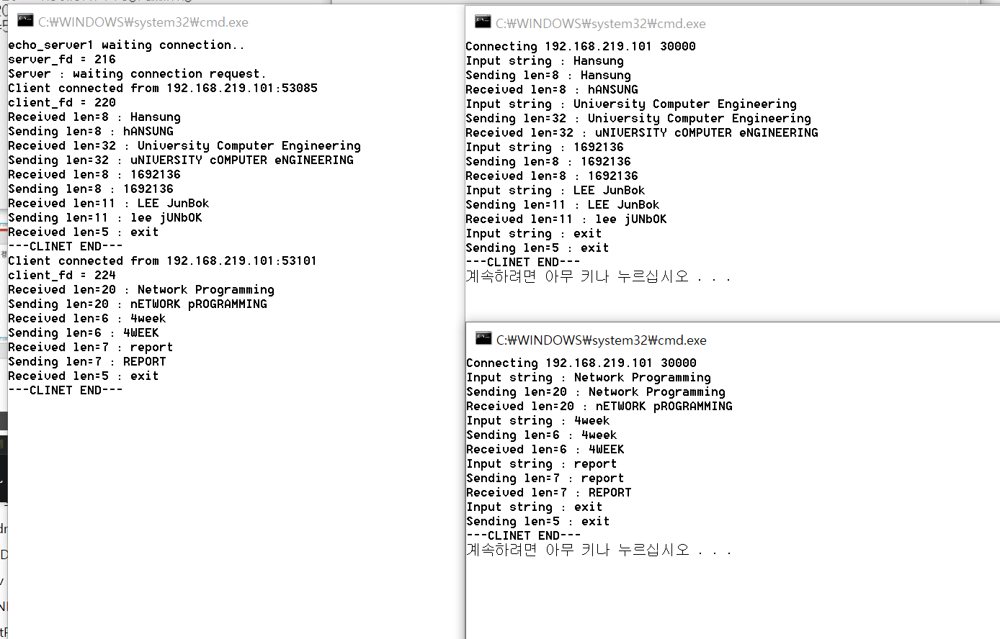 C:₩WINDOWS₩system32₩cmd.exe
echo_server1 waiting connection..
server_fd = 216
Server : waiting connection request.
Client connected from 192.168.219.101:53085
client_fd = 220
Received len=8 : Hansung
Sending len=8 : hANSUNG
Received len=32 : University Computer Engineering
Sending len=32 : uNIVERSITY cOMPUTER eNGINEERING
Received len=8 : 1692136
Sending len=8 : 1692136
Received len=11 : LEE JunBok
Sending len=11 : lee jUNbOK
Received len=5 : exit
---CLINET END---
Client connected from 192.168.219.101:53101
client_fd = 224
Received len=20 : Network Programming
Sending len=20 : nETWORK pROGRAMMING
Received len=6 : 4week
Sending len=6 : 4WEEK
Received len=7 : report
Sending len=7 : REPORT
Received len=5 : exit
---CLINET END---
C:₩WINDOWS₩system32₩cmd.exe
Connecting 192.168.219.101 30000
Input string : Hansung
Sending len=8 : Hansung
Received len=8 : hANSUNG
Input string : University Computer Engineering
Sending len=32 : University Computer Engineering
Received len=32 : uNIVERSITY cOMPUTER eNGINEERING
Input string : 1692136
Sending len=8 : 1692136
Received len=8 : 1692136
Input string : LEE JunBok
Sending len=11 : LEE JunBok
Received len=11 : lee jUNbOK
Input string : exit
Sending len=5 : exit
---CLINET END---
계속하려면 아무 키나 누르십시오 . . .
C:₩WINDOWS₩system32₩cmd.exe
Connecting 192.168.219.101 30000
Input string : Network Programming
Sending len=20 : Network Programming
Received len=20 : nETWORK pROGRAMMING
Input string : 4week
Sending len=6 : 4week
Received len=6 : 4WEEK
Input string : report
Sending len=7 : report
Received len=7 : REPORT
Input string : exit
Sending len=5 : exit
---CLINET END---
계속하려면 아무 키나 누르십시오 . . .